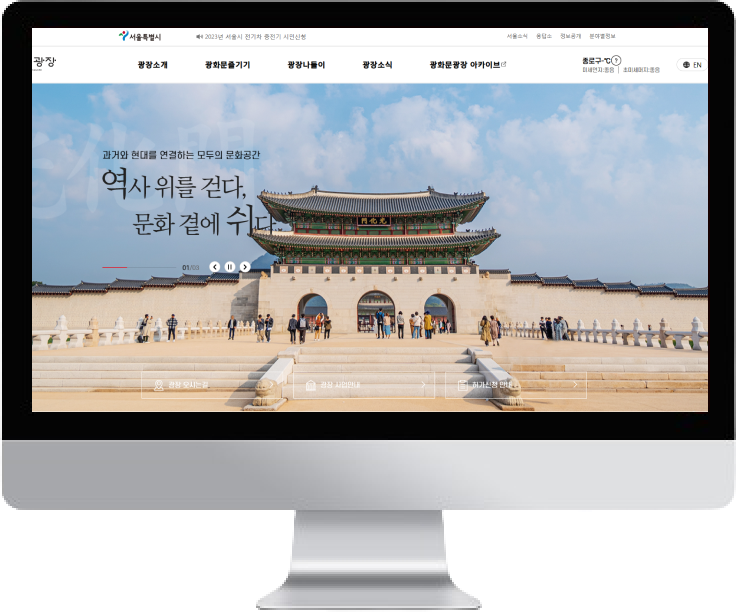 서울특별시 2023년 서울시 전기차 충전기 시민신청 서울소식 응답소 정보공개 분야별정보
광장 광장소개 광화문즐기기 광장나들이 광장소식 광화문광장 아카이브 종로구 -℃ ? EN
미세먼지:좋음 초미세먼지:좋음
과거와 현대를 연결하는 모두의 문화공간
역사 위를 걷다,
문화 곁에 쉬다
01/03
광장 오시는길 광장 사업안내 허가신청 안내
門化光